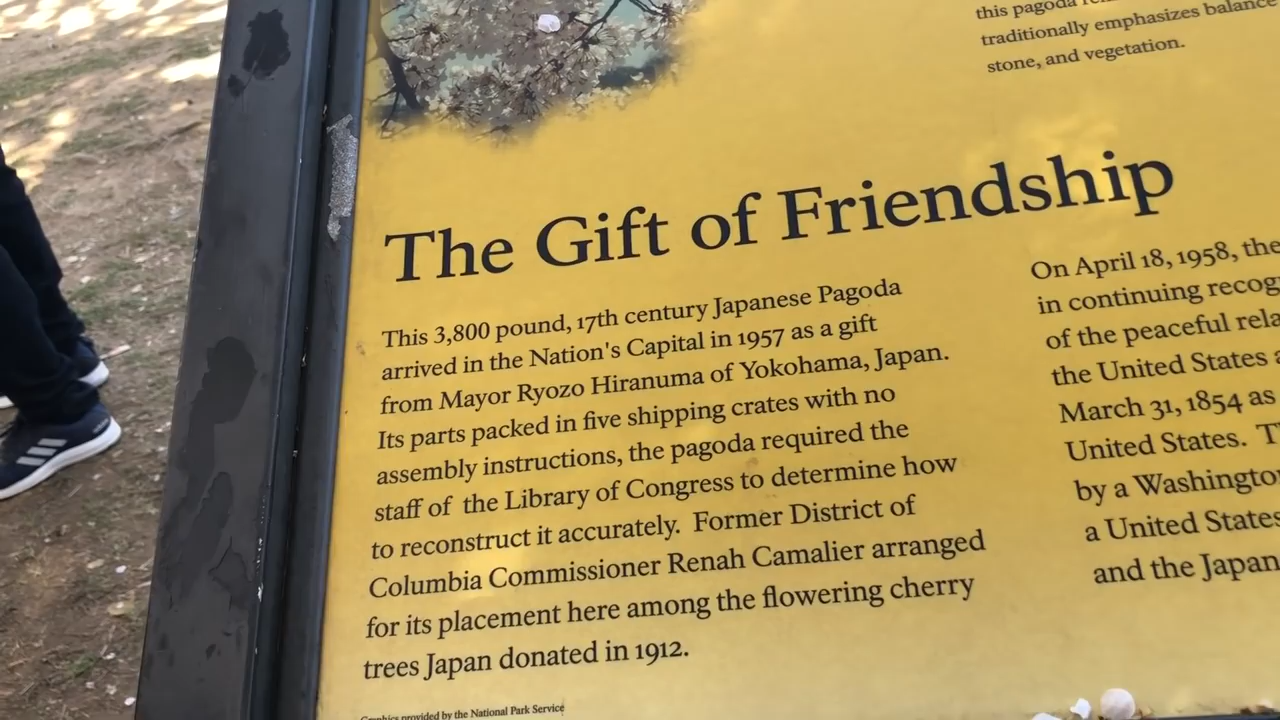 this pagoda
traditionally emphasizes balance
stone, and vegetation.
The Gift of Friendship
This 3,800 pound, 17th century Japanese Pagoda
arrived in the Nation's Capital in 1957 as a gift
from Mayor Ryozo Hiranuma of Yokohama, Japan.
Its parts packed in five shipping crates with no
assembly instructions, the pagoda required the
staff of the Library of Congress to determine how
to reconstruct it accurately. Former District of
Columbia Commissioner Renah Camalier arranged
for its placement here among the flowering cherry
trees Japan donated in 1912.
Graphics provided by the National Park Service
On April 18, 1958, the
in continuing
of the peaceful
the United States
March 31, 1854 as
United States.
by a
a United States
and the